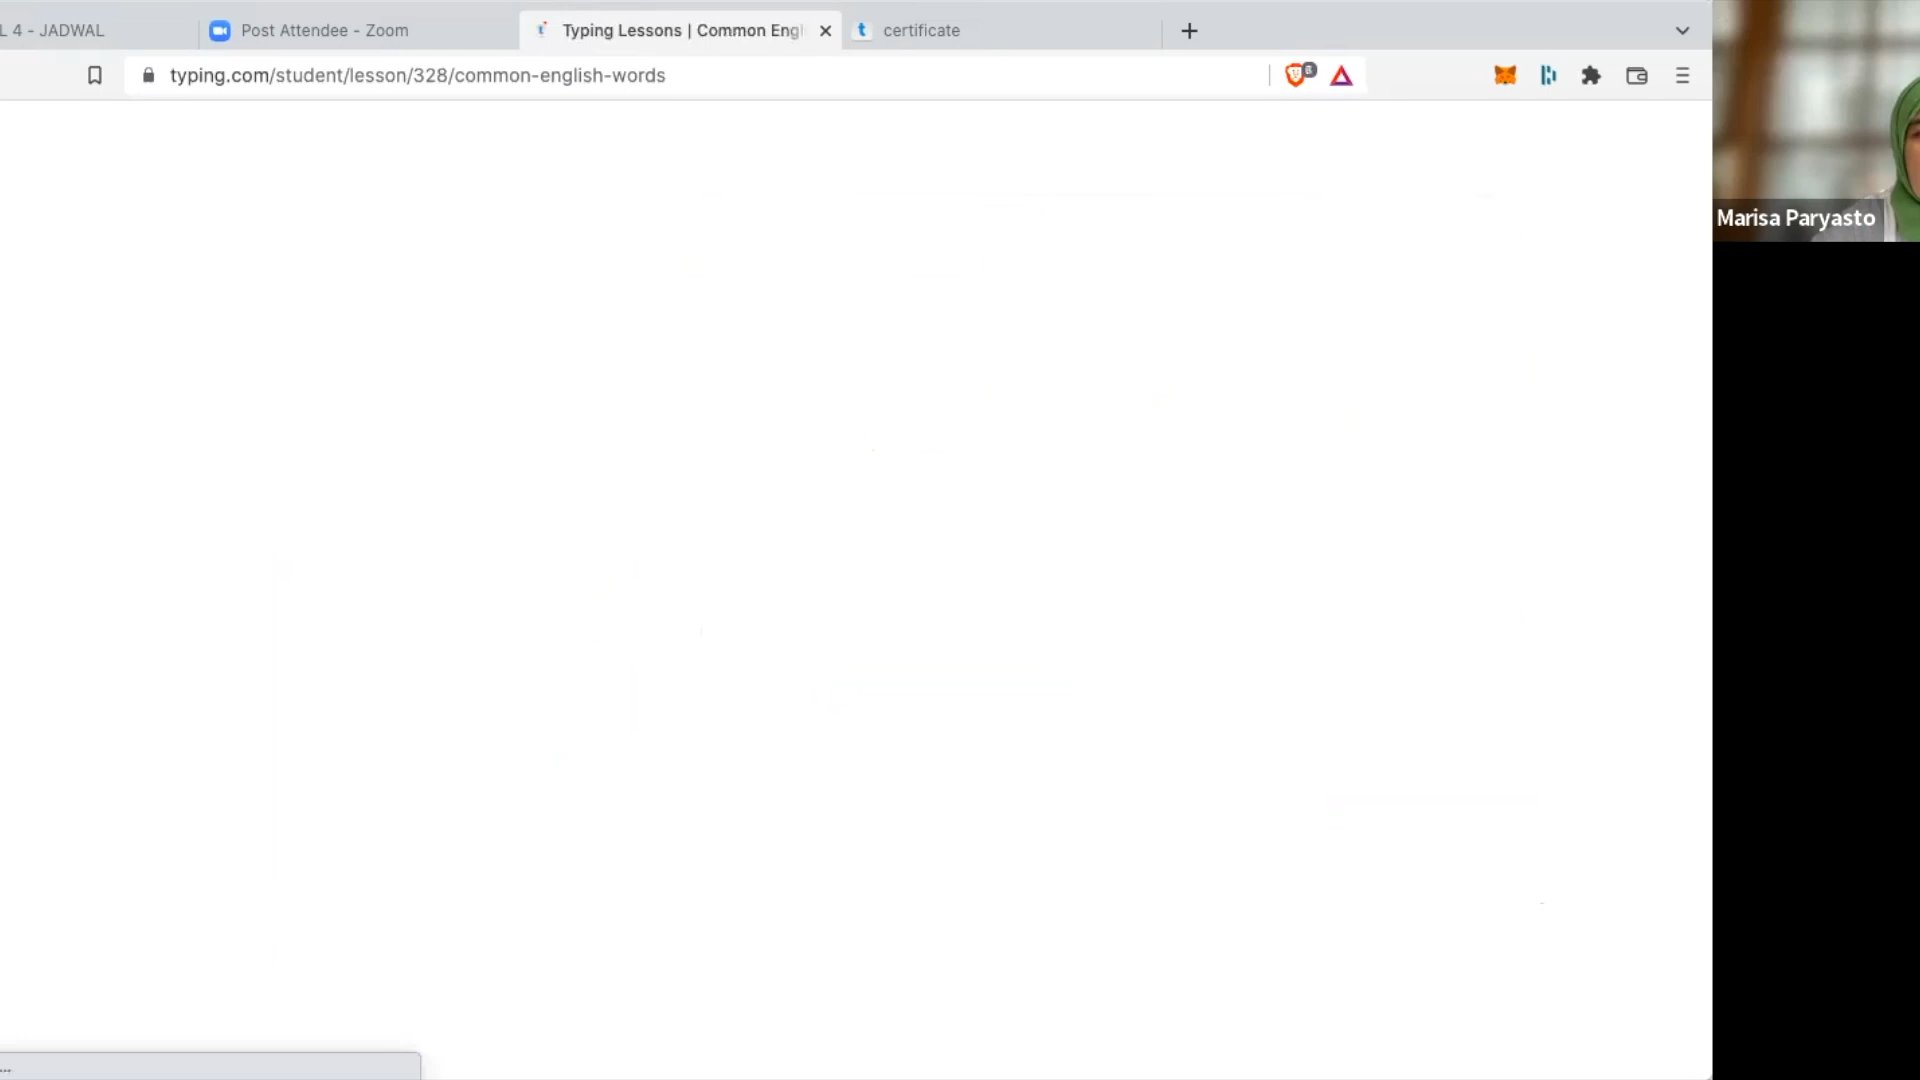 L 4 - JADWAL
Post Attendee - Zoom
Typing Lessons | Common Engl
certificate
typing.com/student/lesson/328/common-english-words
Marisa Paryasto
...